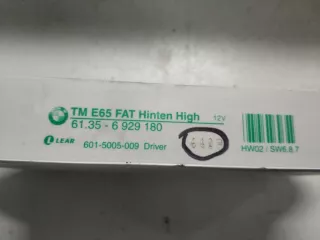 TM E65 FAT Hinten High 12V
61.35 - 6 929 180
LEAR 601-5005-009 Driver HW02 / SW6.8.7